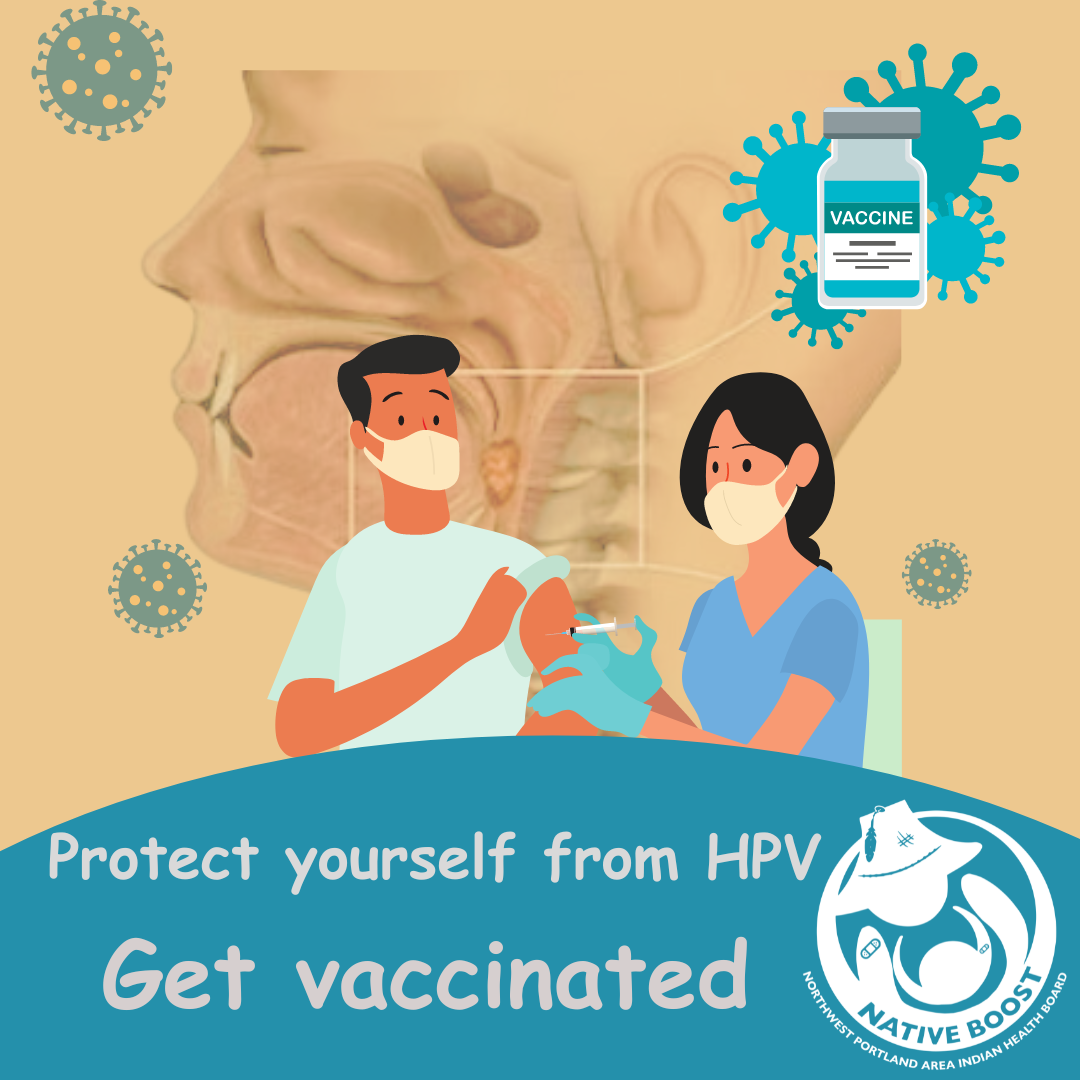 VACCINE
Protect yourself from HPV
Get vaccinated
NATIVE BOOST
NORTHWEST PORTLAND AREA INDIAN HEALTH BOARD